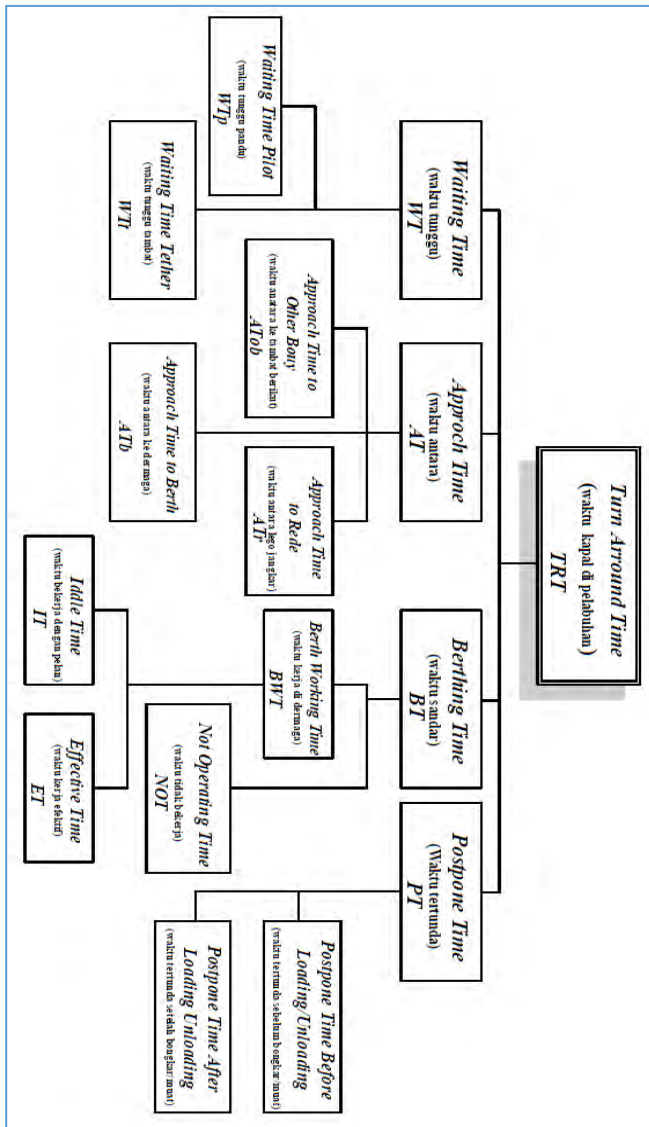 Turn Arround Time
(waktu kapal di pelabuhan)
TRT
Waiting Time
(waktu tunggu)
WT
Approch Time
(waktu antara)
AT
Berthing Time
(waktu sandar)
BT
Postpone Time
(Waktu tertunda)
PT
Waiting Time Pilot
(waktu tunggu pandu)
WTp
Waiting Time Tether
(waktu tunggu tambat)
WTt
Approach Time to
Other Bouy
(waktu anatara ke tambat berikut)
ATob
Approach Time
to Rede
(waktu antara lego jangkar)
ATr
Approach Time to Berth
(waktu antara ke dermaga)
ATb
Berth Working Time
(waktu kerja di dermaga)
BWT
Not Operating Time
(waktu tidak bekerja)
NOT
Iddle Time
(waktu bekerja dengan pelan)
IT
Effective Time
(waktu kerja efektif)
ET
Postpone Time Before
Loading/Unloading
(waktu tertunda sebelum bongkar/muat)
Postpone Time After
Loading Unloading
(waktu tertunda setelah bongkar/muat)